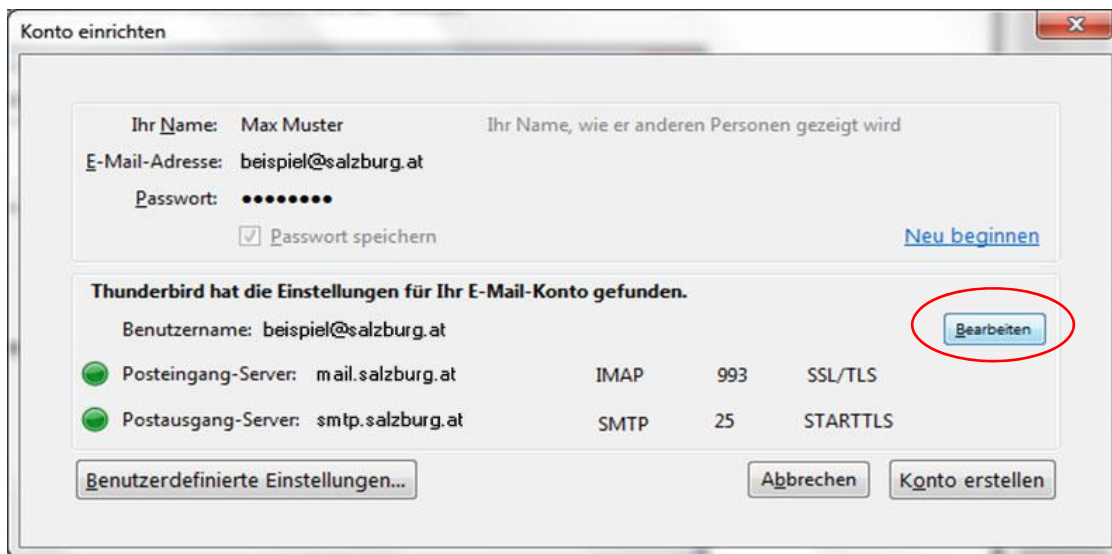 Konto einrichten
Ihr Name: Max Muster Ihr Name, wie er anderen Personen gezeigt wird
E-Mail-Adresse: beispiel@salzburg.at
Passwort: ••••••••
Passwort speichern Neu beginnen
Thunderbird hat die Einstellungen für Ihr E-Mail-Konto gefunden.
Benutzername: beispiel@salzburg.at Bearbeiten
Posteingang-Server: mail.salzburg.at IMAP 993 SSL/TLS
Postausgang-Server: smtp.salzburg.at SMTP 25 STARTTLS
Benutzerdefinierte Einstellungen... Abbrechen Konto erstellen